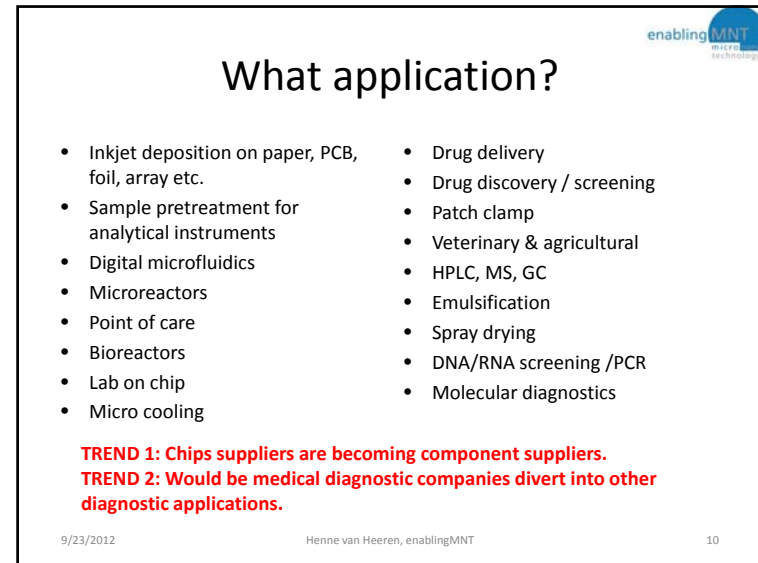 enabling MNT
micro nano
technology
What application?
• Inkjet deposition on paper, PCB,
foil, array etc.
• Sample pretreatment for
analytical instruments
• Digital microfluidics
• Microreactors
• Point of care
• Bioreactors
• Lab on chip
• Micro cooling
• Drug delivery
• Drug discovery / screening
• Patch clamp
• Veterinary & agricultural
• HPLC, MS, GC
• Emulsification
• Spray drying
• DNA/RNA screening /PCR
• Molecular diagnostics
TREND 1: Chips suppliers are becoming component suppliers.
TREND 2: Would be medical diagnostic companies divert into other
diagnostic applications.
9/23/2012
Henne van Heeren, enablingMNT
10